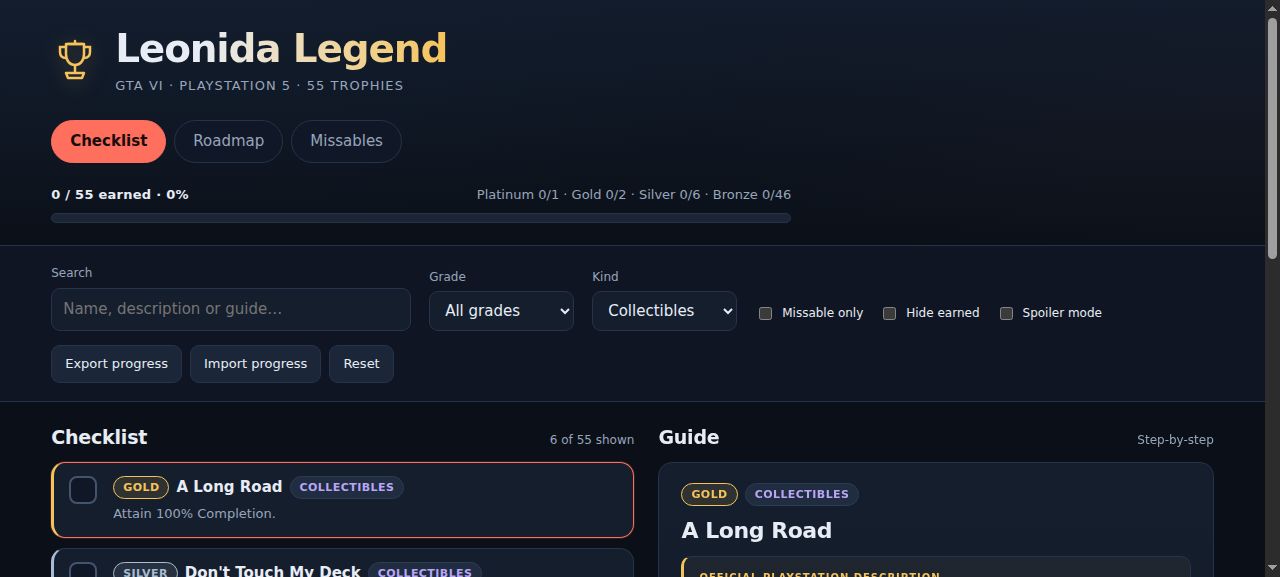 Leonida Legend
GTA VI · PLAYSTATION 5 · 55 TROPHIES
Checklist Roadmap Missables
0 / 55 earned · 0% Platinum 0/1 · Gold 0/2 · Silver 0/6 · Bronze 0/46
Search Grade Kind
Name, description or guide… All grades Collectibles Missable only Hide earned Spoiler mode
Export progress Import progress Reset
Checklist 6 of 55 shown
GOLD A Long Road COLLECTIBLES
Attain 100% Completion.
SILVER Don't Touch My Deck COLLECTIBLES
Guide Step-by-step
GOLD COLLECTIBLES
A Long Road
OFFICIAL PLAYSTATION DESCRIPTION